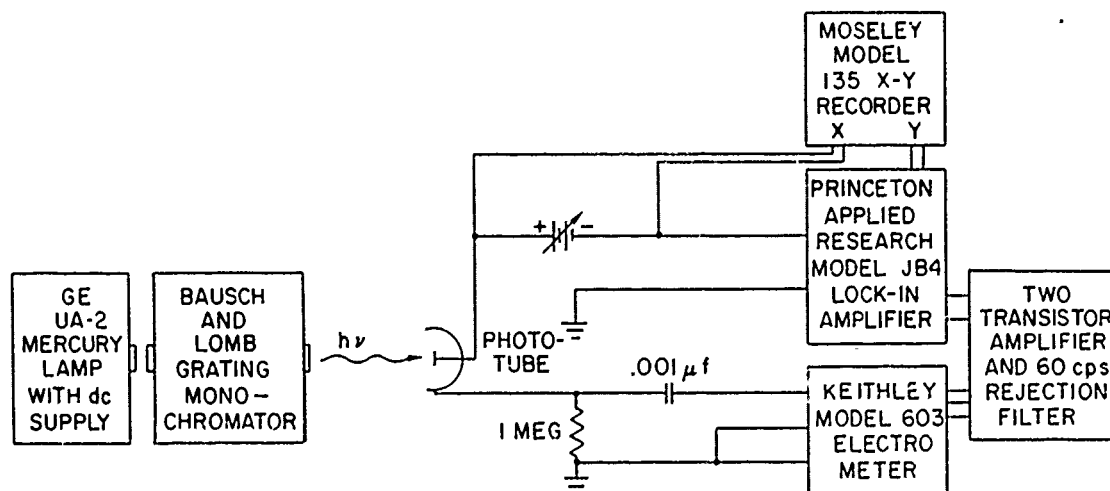 MOSELEY
MODEL
135 X-Y
RECORDER
X Y
PRINCETON
APPLIED
RESEARCH
MODEL JB4
LOCK-IN
AMPLIFIER
+ -
GE
UA-2
MERCURY
LAMP
WITH dc
SUPPLY
BAUSCH
AND
LOMB
GRATING
MONO-
CHROMATOR
hν
PHOTO-
TUBE
.001 μf
1 MEG
KEITHLEY
MODEL 603
ELECTRO
METER
TWO
TRANSISTOR
AMPLIFIER
AND 60 cps
REJECTION
FILTER